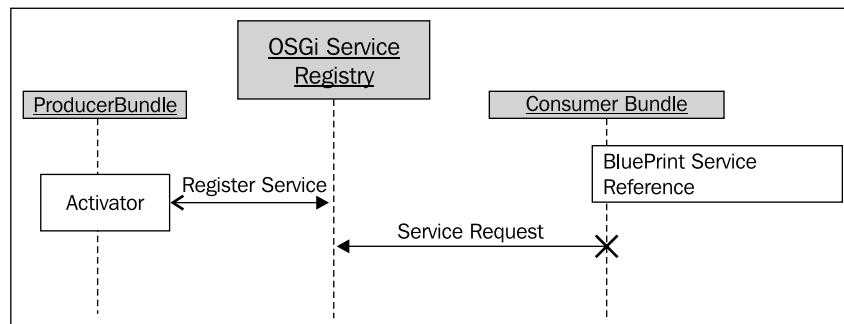 OSGi Service
Registry
ProducerBundle
Consumer Bundle
BluePrint Service
Reference
Register Service
Activator
Service Request